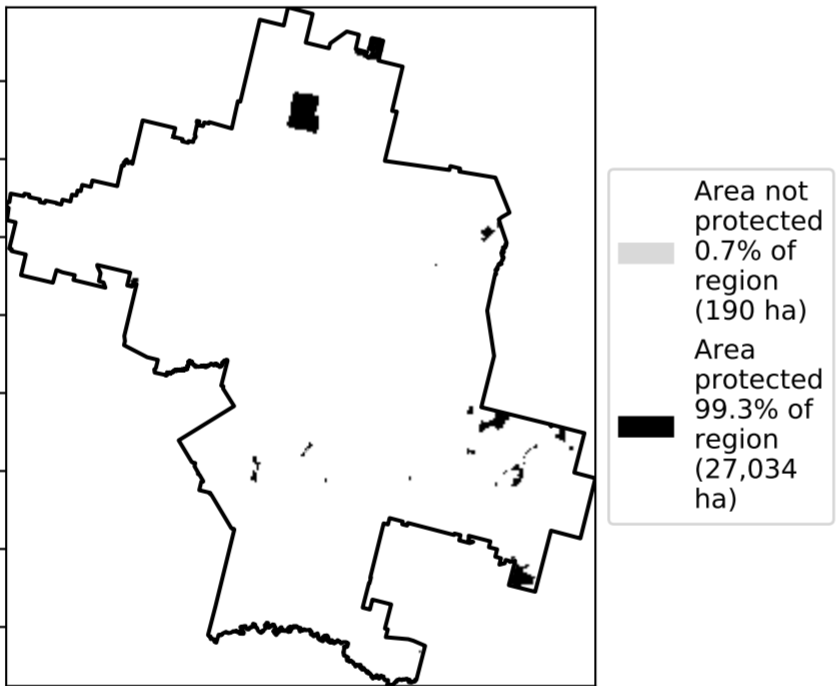 Area not
protected
0.7% of
region
(190 ha)
Area
protected
99.3% of
region
(27,034
ha)